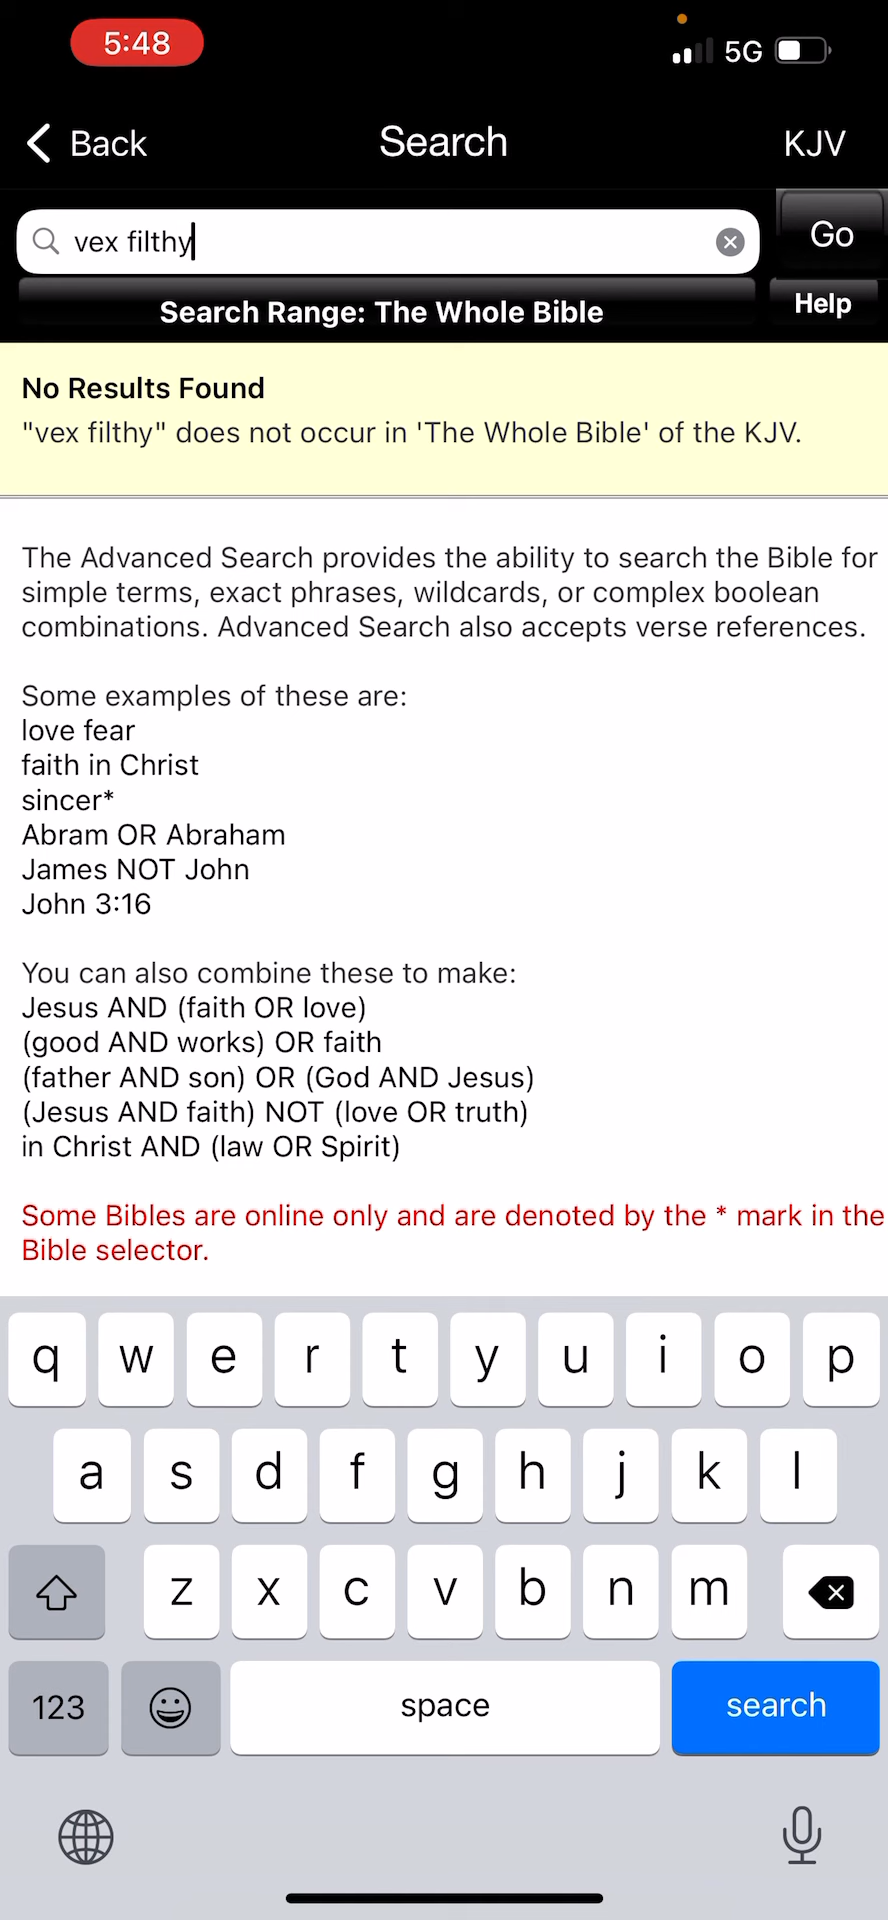 5:48
5G
Back
Search
KJV
vex filthy
Go
Search Range: The Whole Bible
Help
No Results Found
"vex filthy" does not occur in 'The Whole Bible' of the KJV.
The Advanced Search provides the ability to search the Bible for
simple terms, exact phrases, wildcards, or complex boolean
combinations. Advanced Search also accepts verse references.
Some examples of these are:
love fear
faith in Christ
sincer*
Abram OR Abraham
James NOT John
John 3:16
You can also combine these to make:
Jesus AND (faith OR love)
(good AND works) OR faith
(father AND son) OR (God AND Jesus)
(Jesus AND faith) NOT (love OR truth)
in Christ AND (law OR Spirit)
Some Bibles are online only and are denoted by the * mark in the
Bible selector.
q w e r t y u i o p
a s d f g h j k l
z x c v b n m
123
space
search